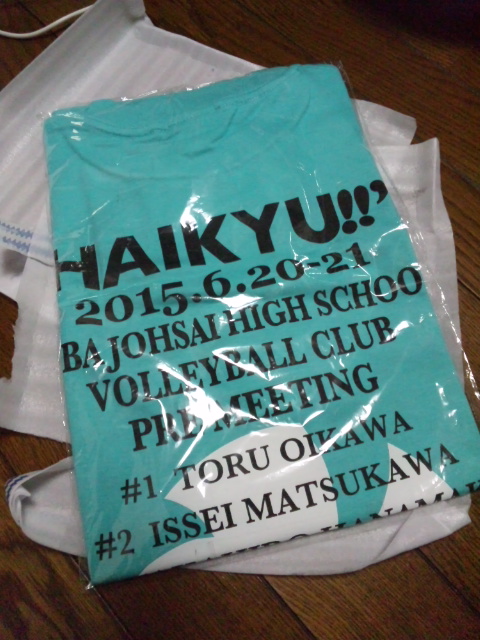 HAIKYU!!'
2015.6.20-21
BA JOHSAI HIGH SCHOO
VOLLEYBALL CLUB
PRE MEETING
#1 TORU OIKAWA
#2 ISSEI MATSUKAWA